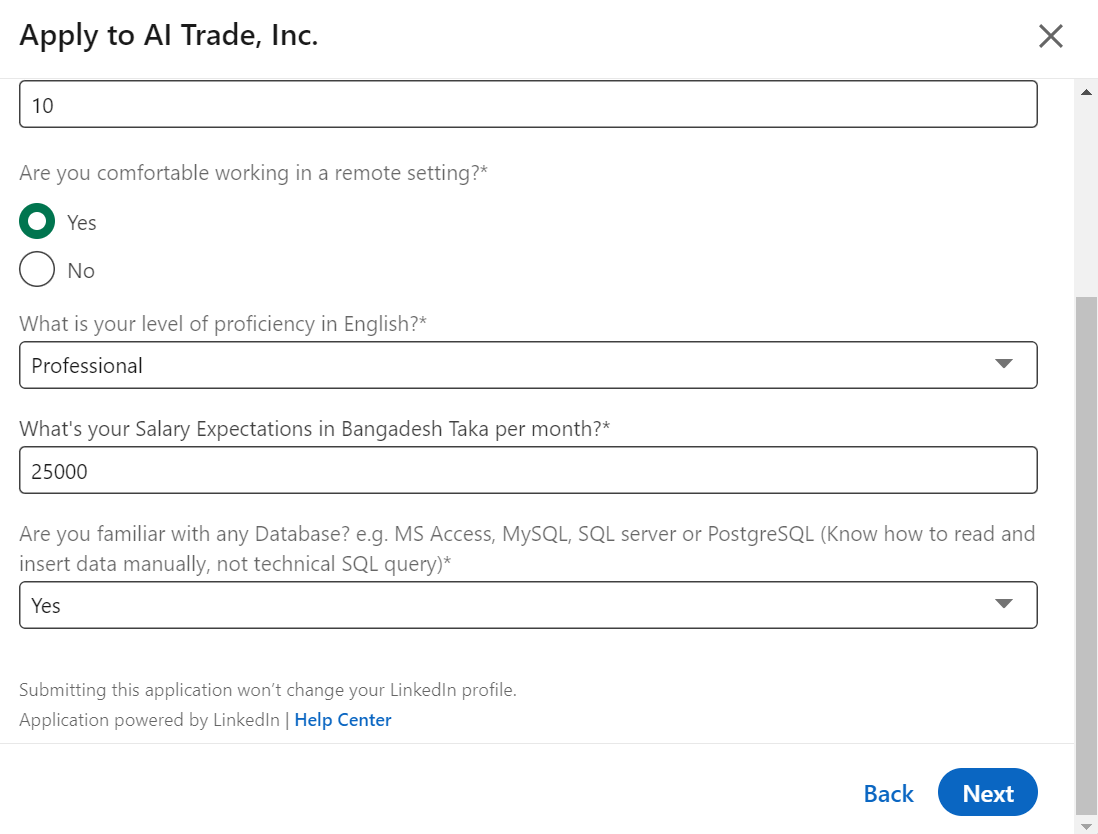 Apply to AI Trade, Inc.
10
Are you comfortable working in a remote setting?*
Yes
No
What is your level of proficiency in English?*
Professional
What's your Salary Expectations in Bangadesh Taka per month?*
25000
Are you familiar with any Database? e.g. MS Access, MySQL, SQL server or PostgreSQL (Know how to read and
insert data manually, not technical SQL query)*
Yes
Submitting this application won’t change your LinkedIn profile.
Application powered by LinkedIn | Help Center
Back Next